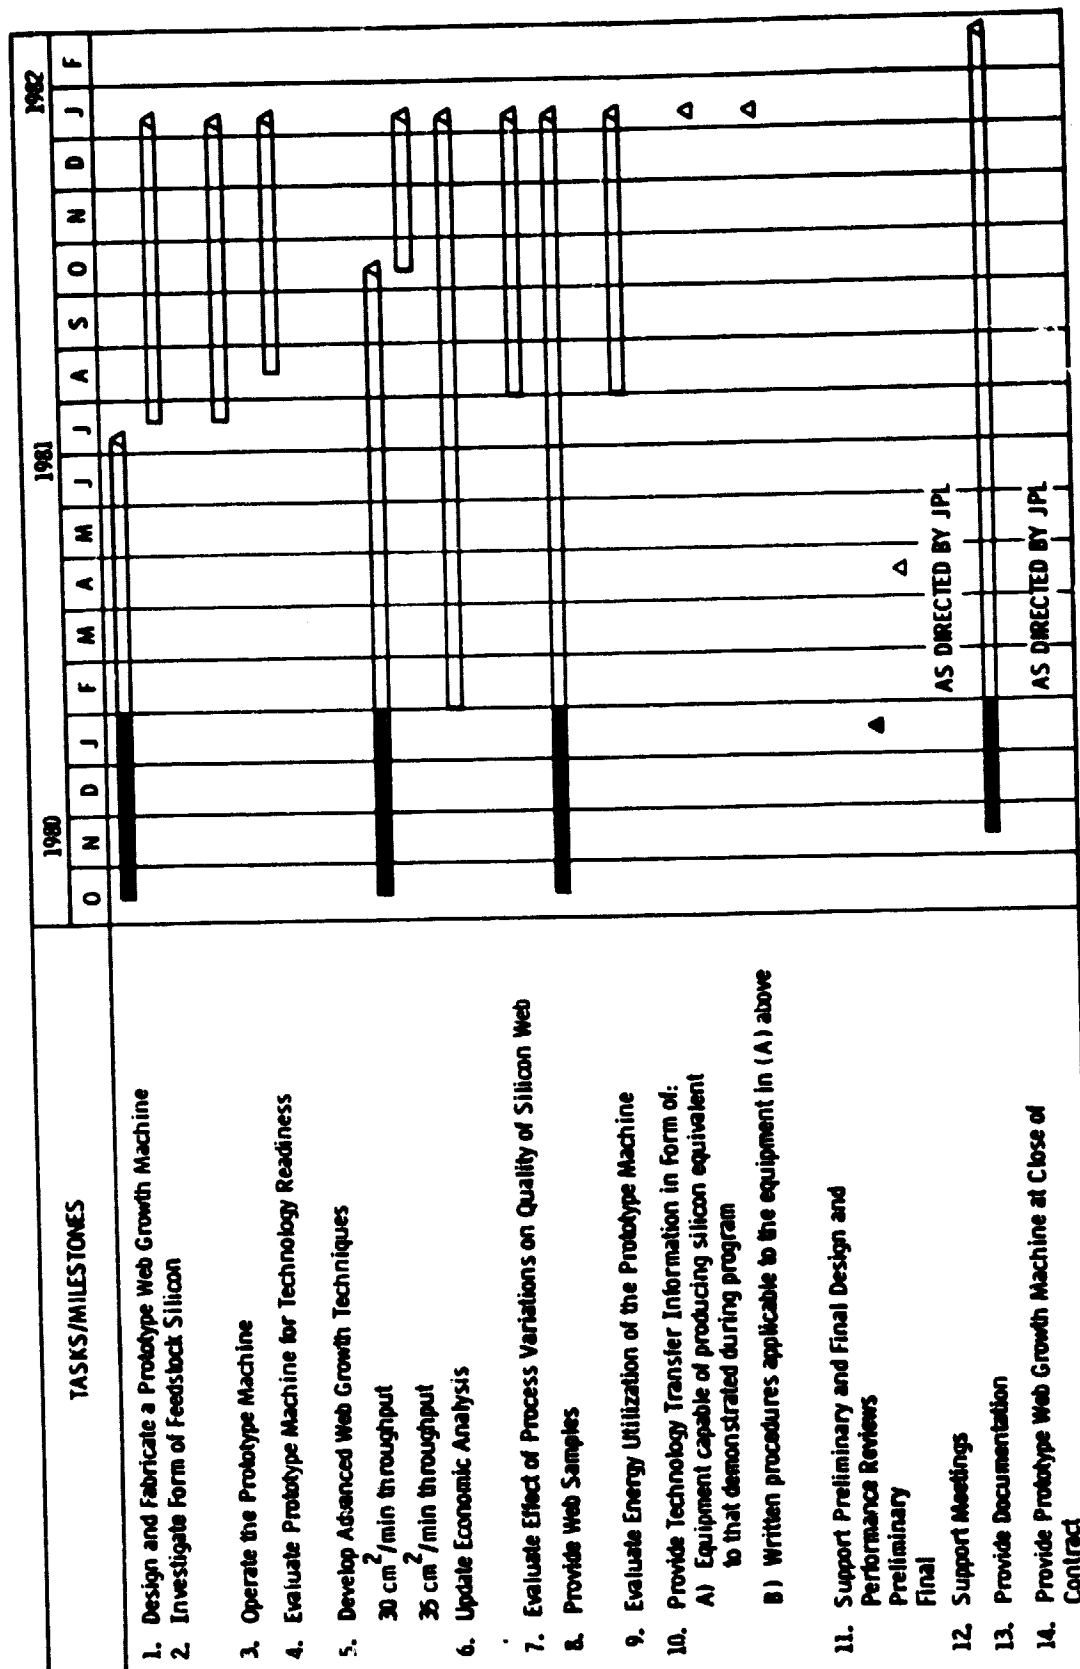 TASKS/MILESTONES
1980 1981 1982
O N D J F M A M J J A S O N D J F
1. Design and Fabricate a Prototype Web Growth Machine
2. Investigate Form of Feedstock Silicon
3. Operate the Prototype Machine
4. Evaluate Prototype Machine for Technology Readiness
5. Develop Advanced Web Growth Techniques
30 cm²/min throughput
35 cm²/min throughput
6. Update Economic Analysis
7. Evaluate Effect of Process Variations on Quality of Silicon Web
8. Provide Web Samples
9. Evaluate Energy Utilization of the Prototype Machine
10. Provide Technology Transfer Information in Form of:
A) Equipment capable of producing silicon equivalent
to that demonstrated during program
B) Written procedures applicable to the equipment in (A) above
11. Support Preliminary and Final Design and
Performance Reviews
Preliminary
Final
12. Support Meetings
AS DIRECTED BY JPL
13. Provide Documentation
14. Provide Prototype Web Growth Machine at Close of
Contract
AS DIRECTED BY JPL